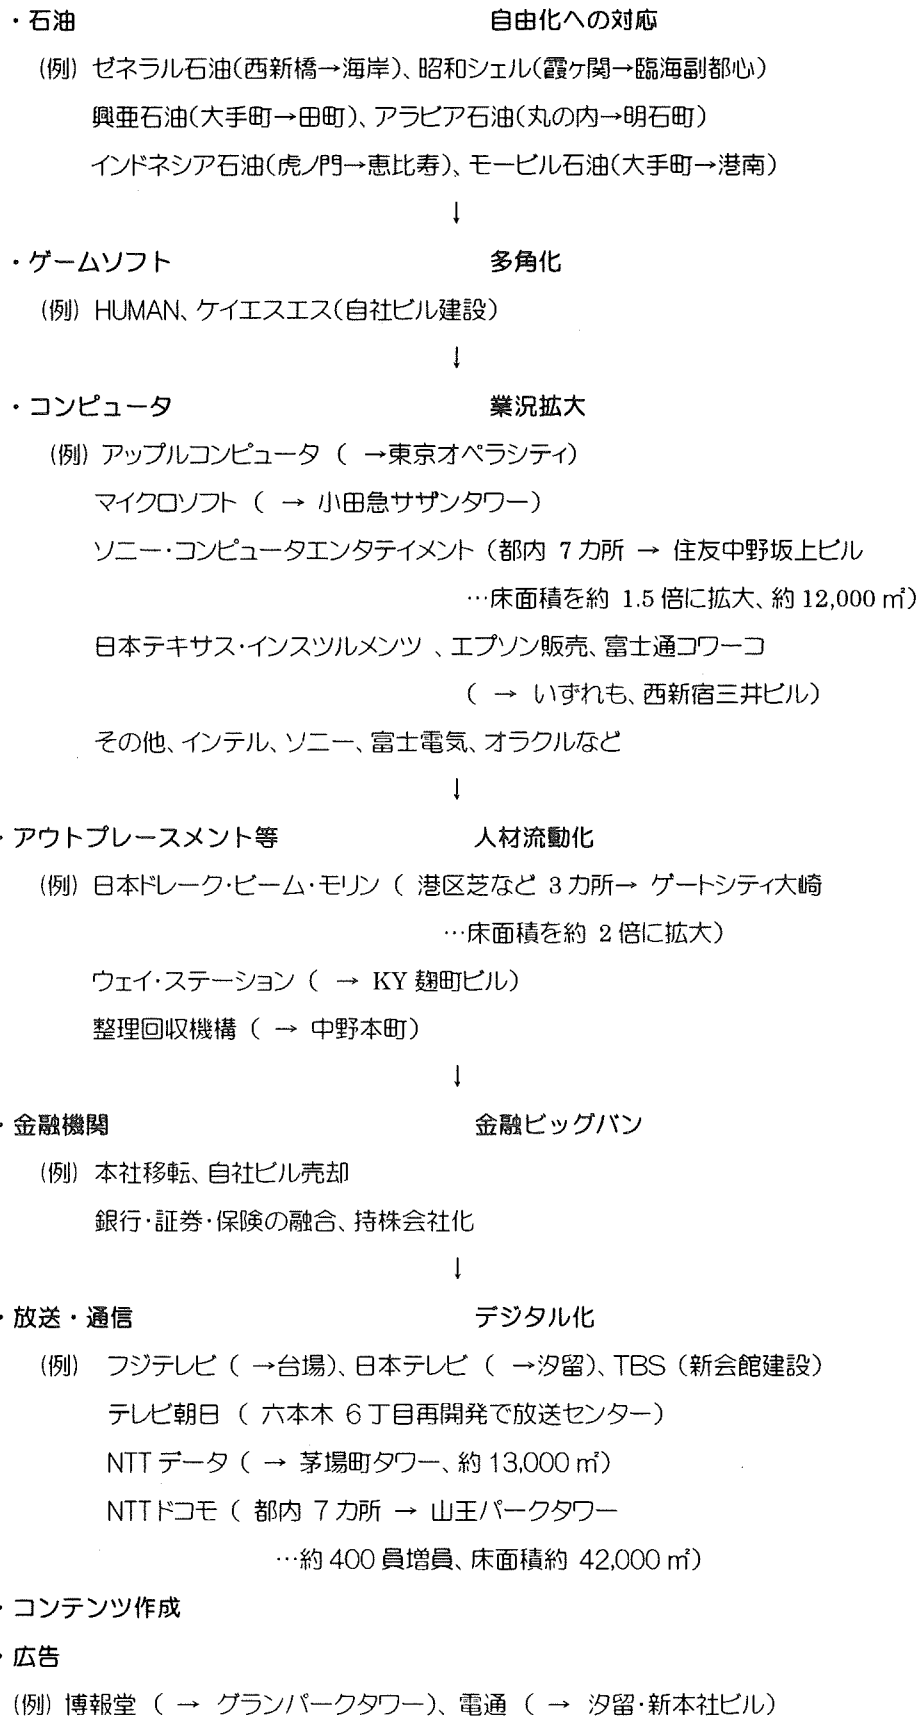 ・石油 自由化への対応
(例) ゼネラル石油(西新橋→海岸)、昭和シェル(霞ヶ関→臨海副都心)
興亜石油(大手町→田町)、アラビア石油(丸の内→明石町)
インドネシア石油(虎ノ門→恵比寿)、モービル石油(大手町→港南)
↓
・ゲームソフト 多角化
(例) HUMAN、ケイエスエス(自社ビル建設)
↓
・コンピュータ 業況拡大
(例) アップルコンピュータ ( →東京オペラシティ)
マイクロソフト ( → 小田急サザンタワー)
ソニー・コンピュータエンタテイメント (都内 7カ所 → 住友中野坂上ビル
…床面積を約 1.5倍に拡大、約12,000㎡)
日本テキサス・インスツルメンツ 、エプソン販売、富士通コワーコ
( → いずれも、西新宿三井ビル)
その他、インテル、ソニー、富士電気、オラクルなど
↓
・アウトプレースメント等 人材流動化
(例) 日本ドレーク・ビーム・モリン ( 港区芝など 3カ所→ ゲートシティ大崎
…床面積を約 2倍に拡大)
ウェイ・ステーション ( → KY麹町ビル)
整理回収機構 ( → 中野本町)
↓
・金融機関 金融ビッグバン
(例) 本社移転、自社ビル売却
銀行・証券・保険の融合、持株会社化
↓
・放送・通信 デジタル化
(例) フジテレビ ( →台場)、日本テレビ ( →汐留)、TBS (新会館建設)
テレビ朝日 ( 六本木 6丁目再開発で放送センター)
NTTデータ ( → 茅場町タワー、約13,000㎡)
NTTドコモ ( 都内 7カ所 → 山王パークタワー
…約400員増員、床面積約 42,000㎡)
・コンテンツ作成
・広告
(例) 博報堂 ( → グランパークタワー)、電通 ( → 汐留・新本社ビル)